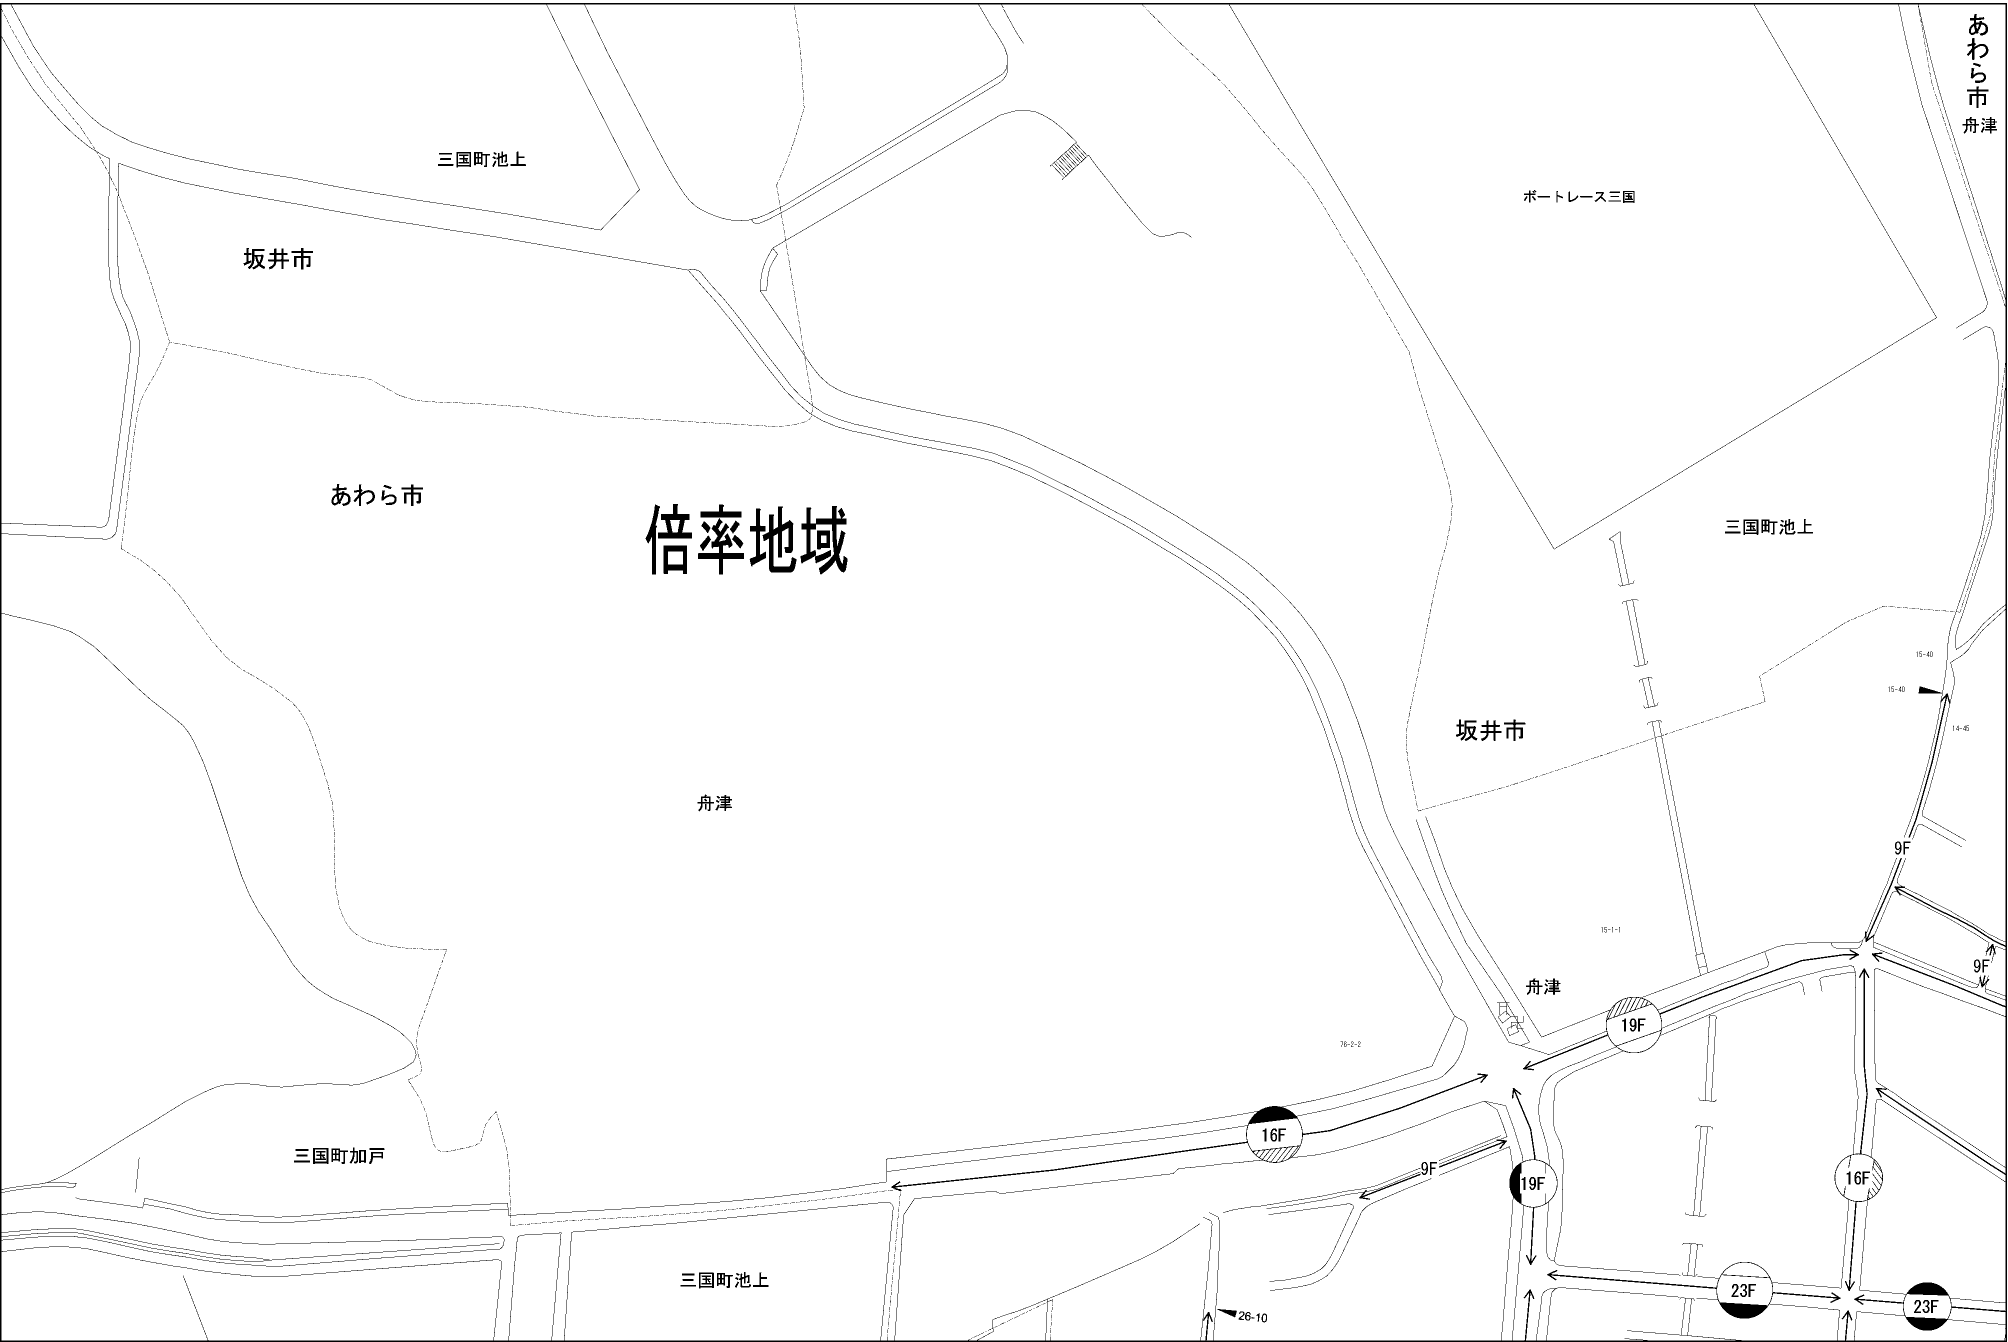 あわら市
舟津
三国町池上
ボートレース三国
坂井市
あわら市
倍率地域
三国町池上
15-40
15-40
14-45
坂井市
舟津
9F
15-1-1
9F
舟津
19F
76-2-2
16F
三国町加戸
9F
19F
16F
三国町池上
23F
23F
26-10